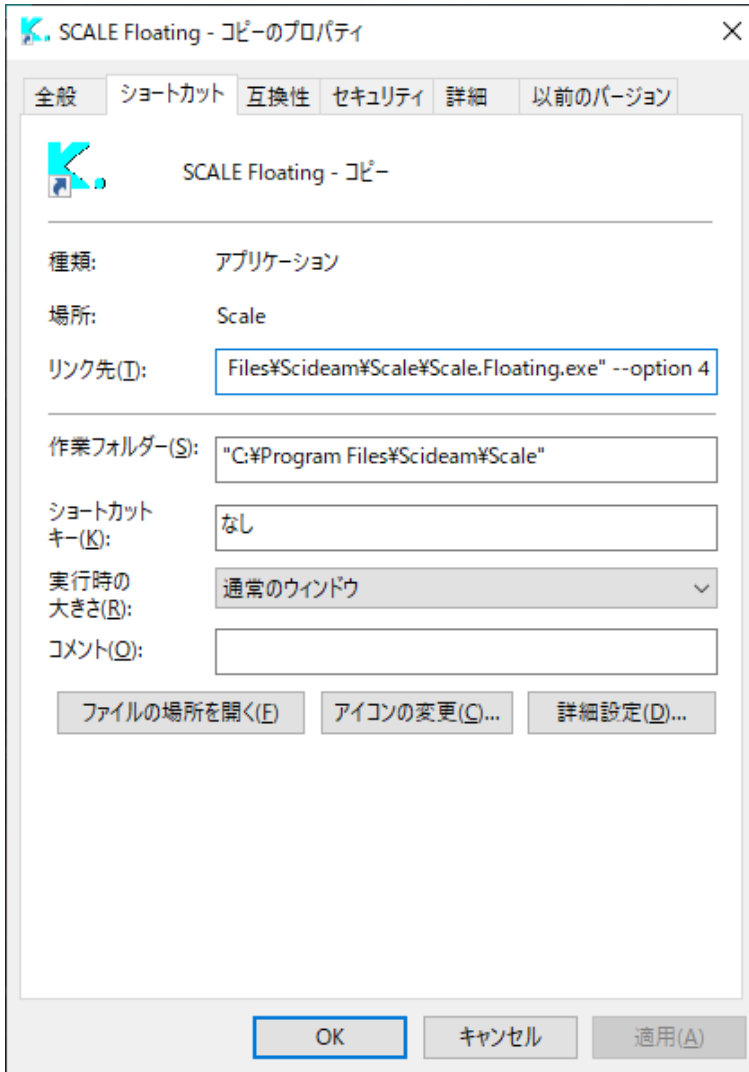 SCALE Floating - コピーのプロパティ
全般 ショートカット 互換性 セキュリティ 詳細 以前のバージョン
K.
SCALE Floating - コピー
種類: アプリケーション
場所: Scale
リンク先(T): Files¥Scideam¥Scale¥Scale.Floating.exe" --option 4
作業フォルダー(S): "C:¥Program Files¥Scideam¥Scale"
ショートカット
キー(K): なし
実行時の
大きさ(R): 通常のウィンドウ
コメント(O):
ファイルの場所を開く(F) アイコンの変更(C)... 詳細設定(D)...
OK キャンセル 適用(A)